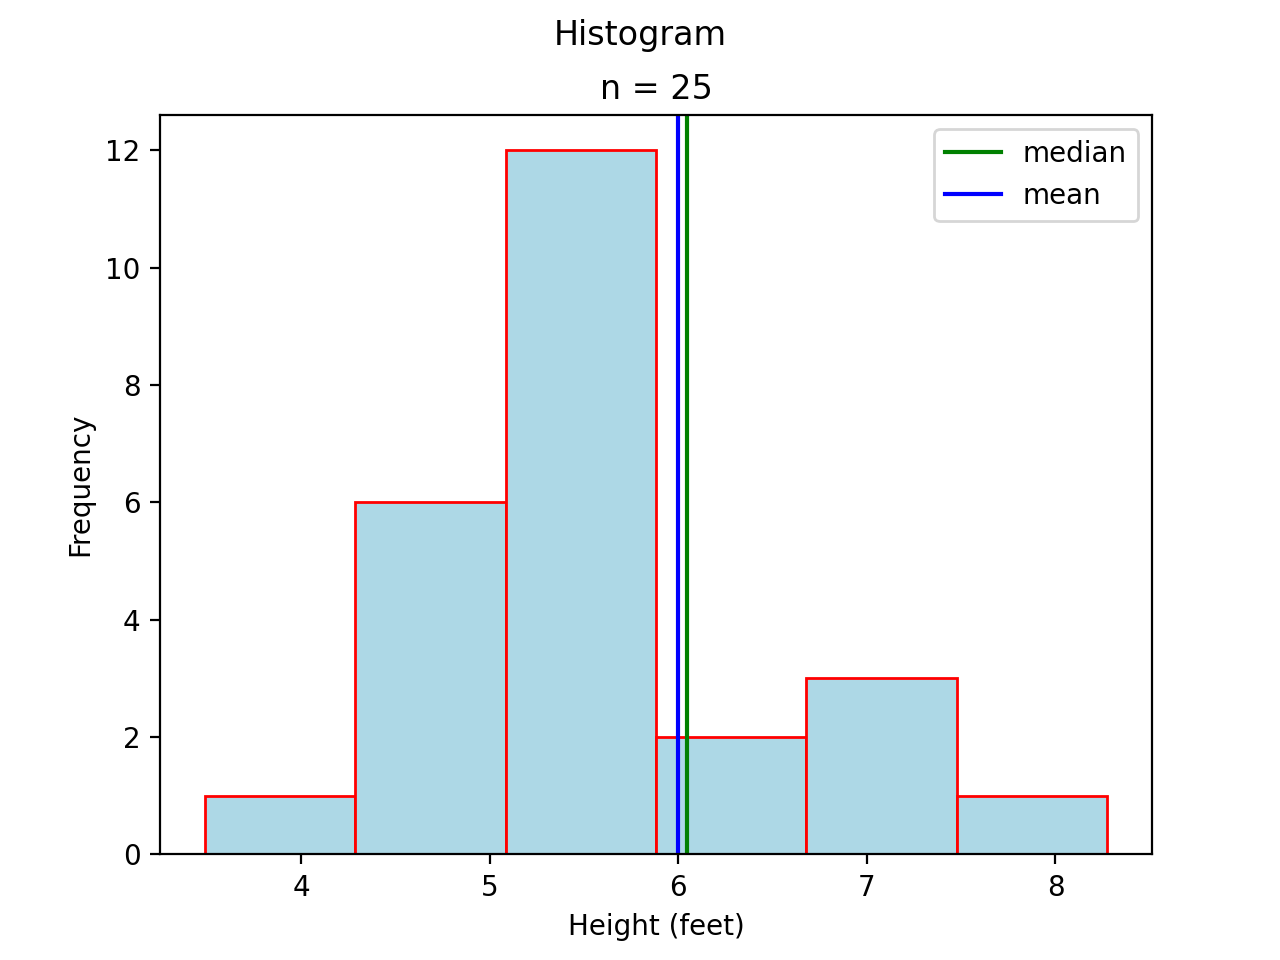 Histogram
n = 25
median
mean
12
10
8
6
4
2
0
Frequency
4 5 6 7 8
Height (feet)